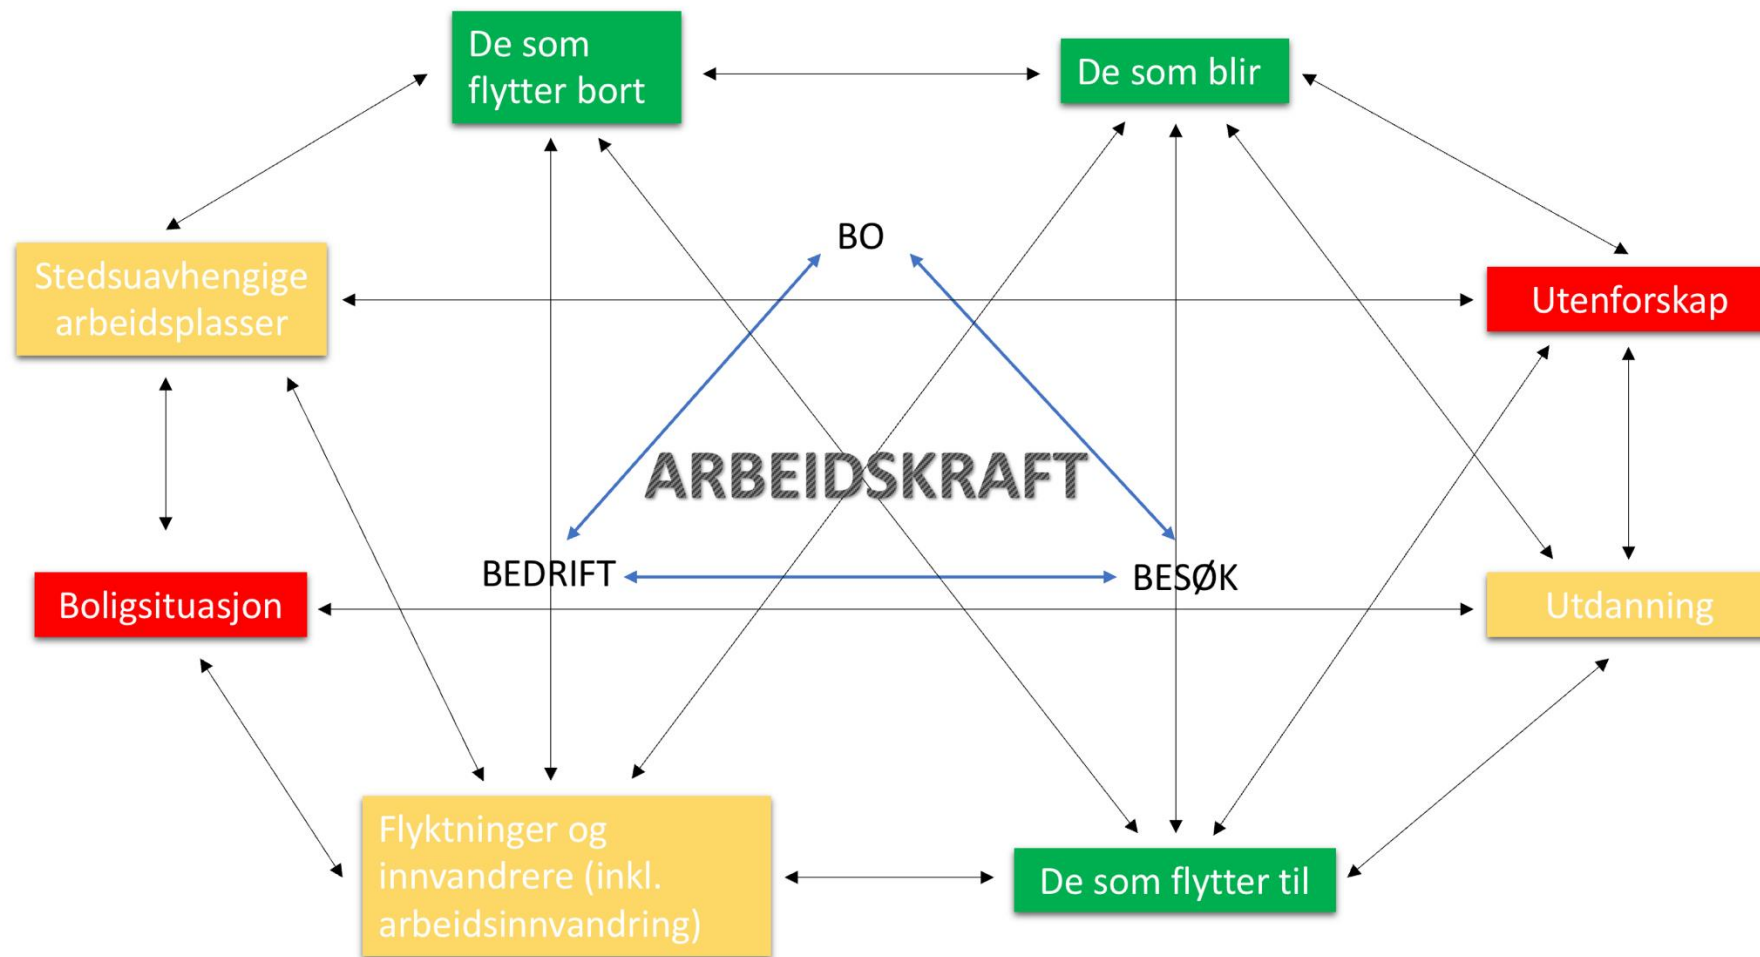 De som
flytter bort
De som blir
BO
Stedsuavhengige
arbeidsplasser
Utenforskap
ARBEIDSKRAFT
BEDRIFT
BESØK
Boligsituasjon
Utdanning
Flyktninger og
innvandrere (inkl.
arbeidsinnvandring)
De som flytter til